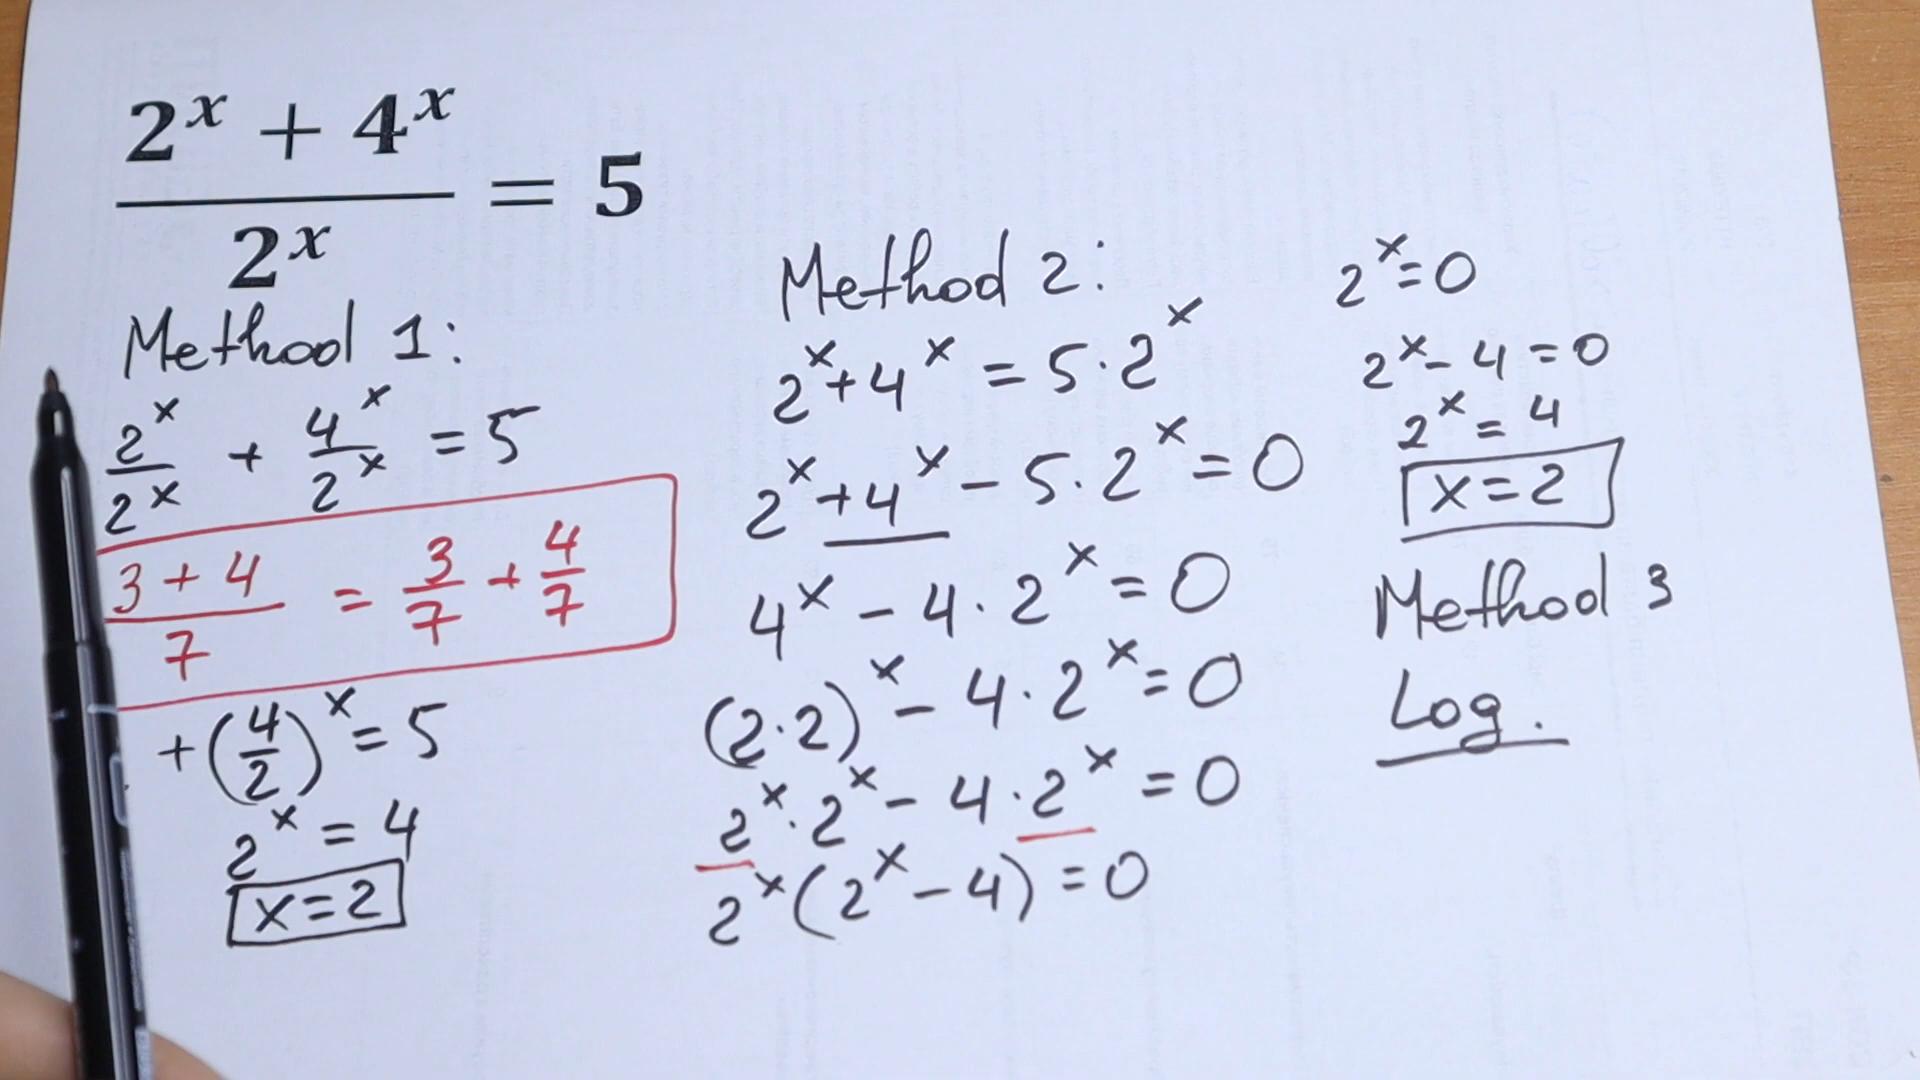 2^x + 4^x
2^x
= 5
Method 1:
2^x/2^x + 4^x/2^x = 5
3 + 4 / 7 = 3/7 + 4/7
+ (4/2)^x = 5
2^x = 4
x = 2
Method 2:
2^x + 4^x = 5 · 2^x
2^x + 4^x - 5 · 2^x = 0
4^x - 4 · 2^x = 0
(2 · 2)^x - 4 · 2^x = 0
2^x · 2^x - 4 · 2^x = 0
2^x (2^x - 4) = 0
2^x = 0
2^x - 4 = 0
2^x = 4
x = 2
Method 3
Log.